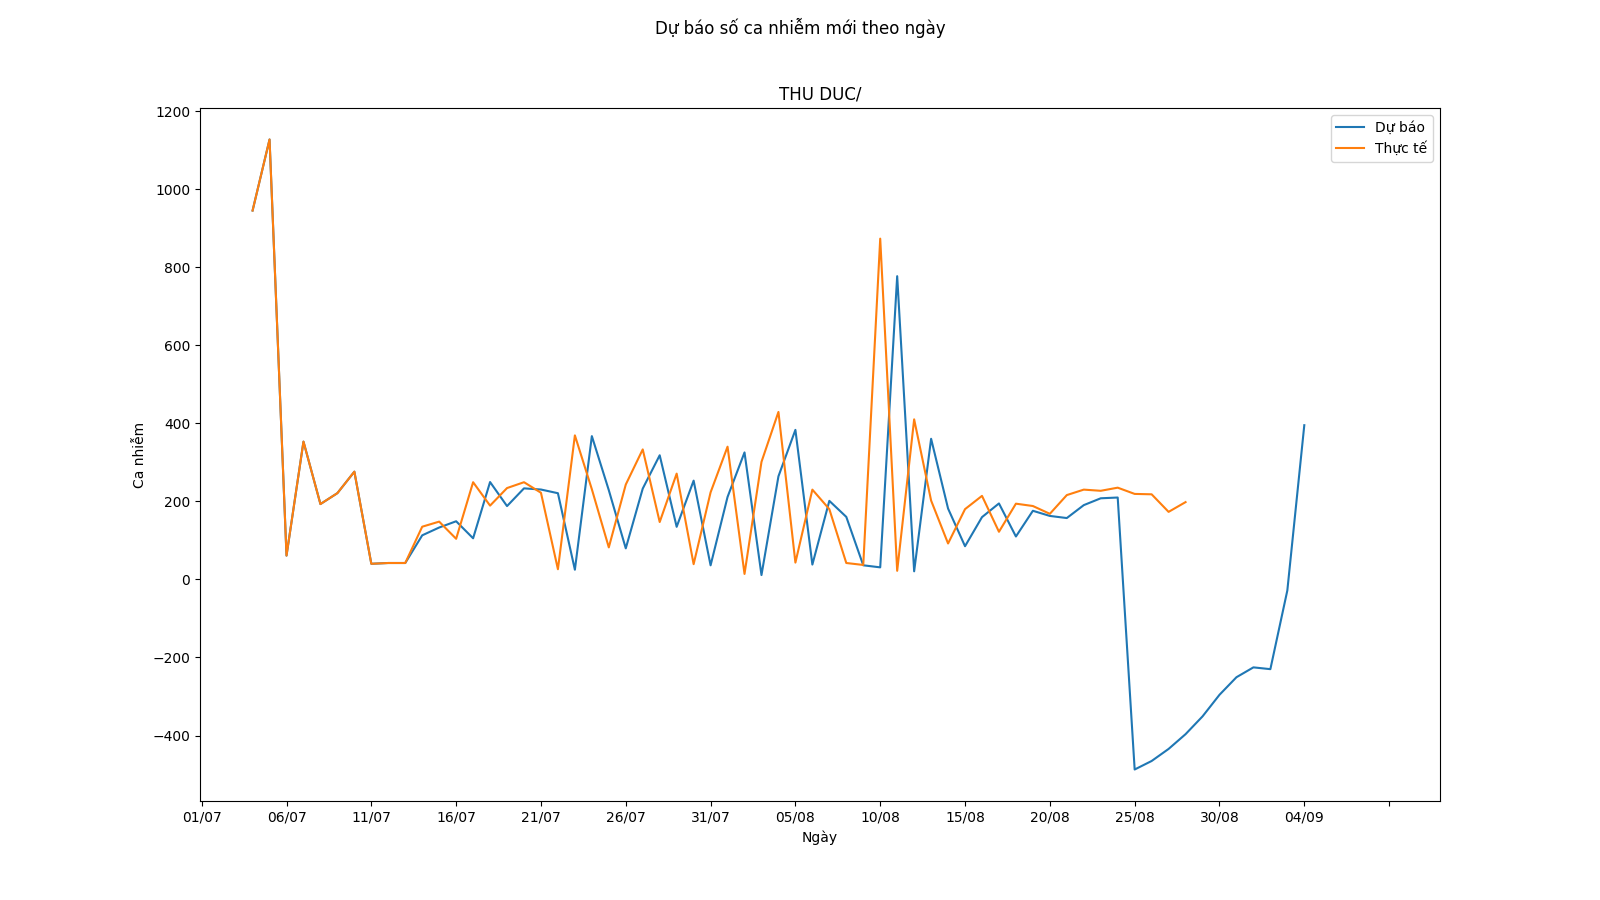 Dự báo số ca nhiễm mới theo ngày
THU DUC/
Dự báo
Thực tế
Ca nhiễm
1200
1000
800
600
400
200
0
−200
−400
01/07 06/07 11/07 16/07 21/07 26/07 31/07 05/08 10/08 15/08 20/08 25/08 30/08 04/09
Ngày